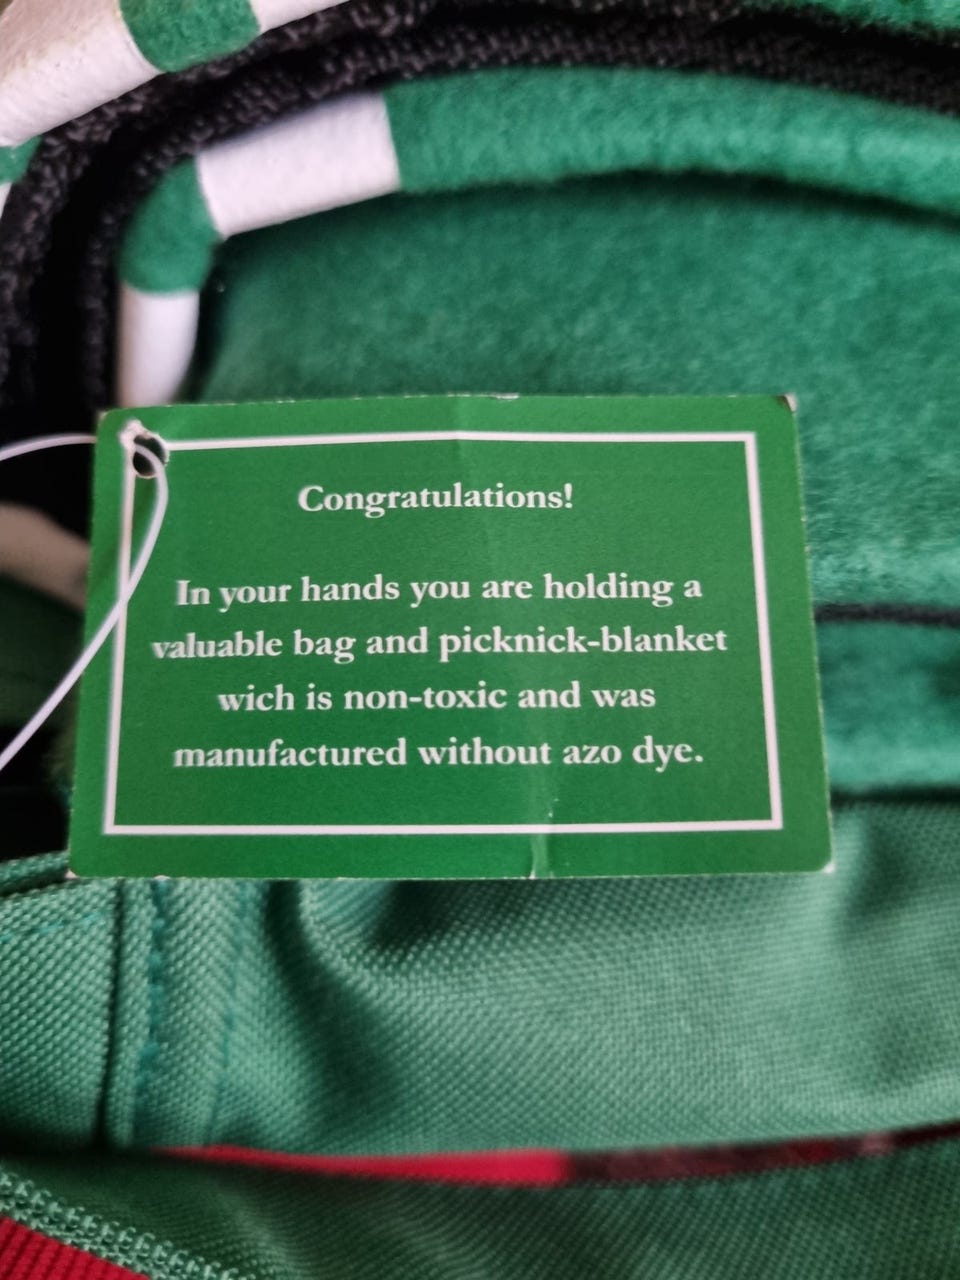 Congratulations!
In your hands you are holding a
valuable bag and picknick-blanket
wich is non-toxic and was
manufactured without azo dye.